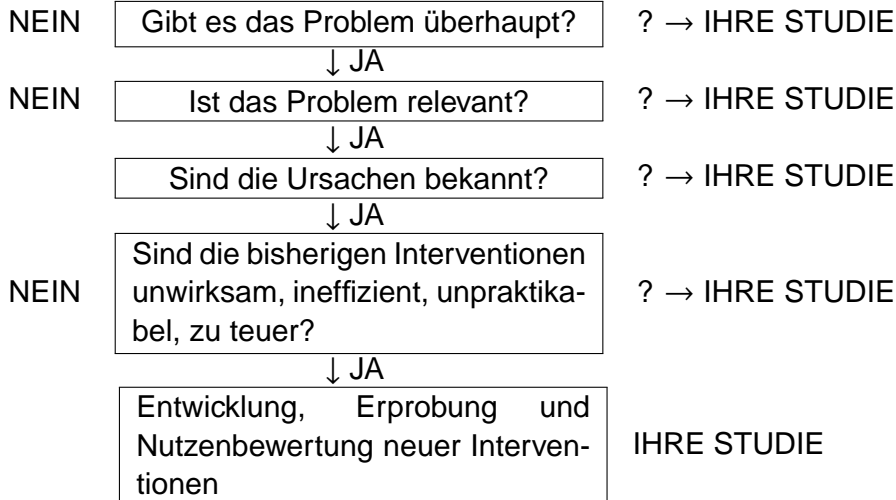 NEIN Gibt es das Problem überhaupt? ? → IHRE STUDIE
↓ JA
NEIN Ist das Problem relevant? ? → IHRE STUDIE
↓ JA
Sind die Ursachen bekannt? ? → IHRE STUDIE
↓ JA
Sind die bisherigen Interventionen
NEIN unwirksam, ineffizient, unpraktika- ? → IHRE STUDIE
bel, zu teuer?
↓ JA
Entwicklung, Erprobung und
Nutzenbewertung neuer Interven- IHRE STUDIE
tionen